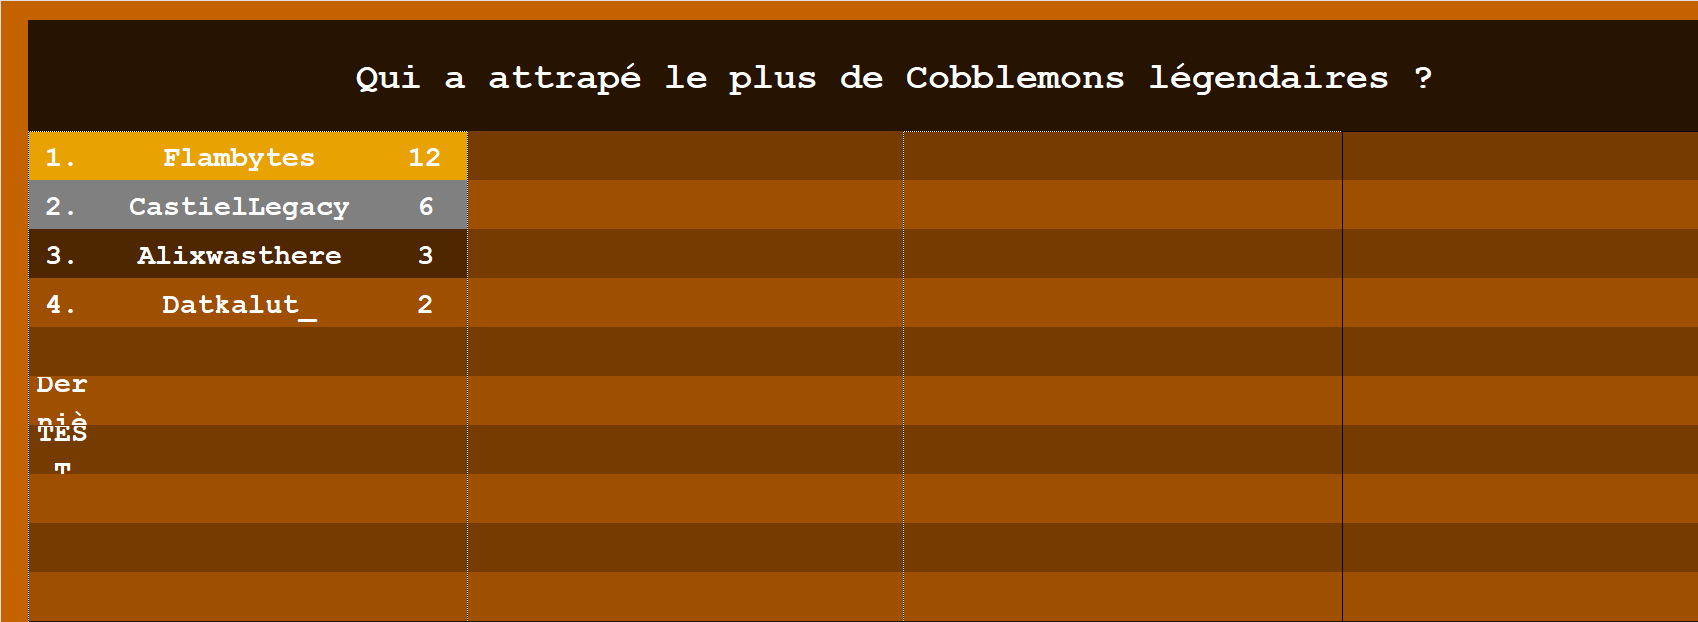 Qui a attrapé le plus de Cobblemons légendaires ?
1. Flambytes 12
2. CastielLegacy 6
3. Alixwasthere 3
4. Datkalut_ 2
Der
niè
TES
T